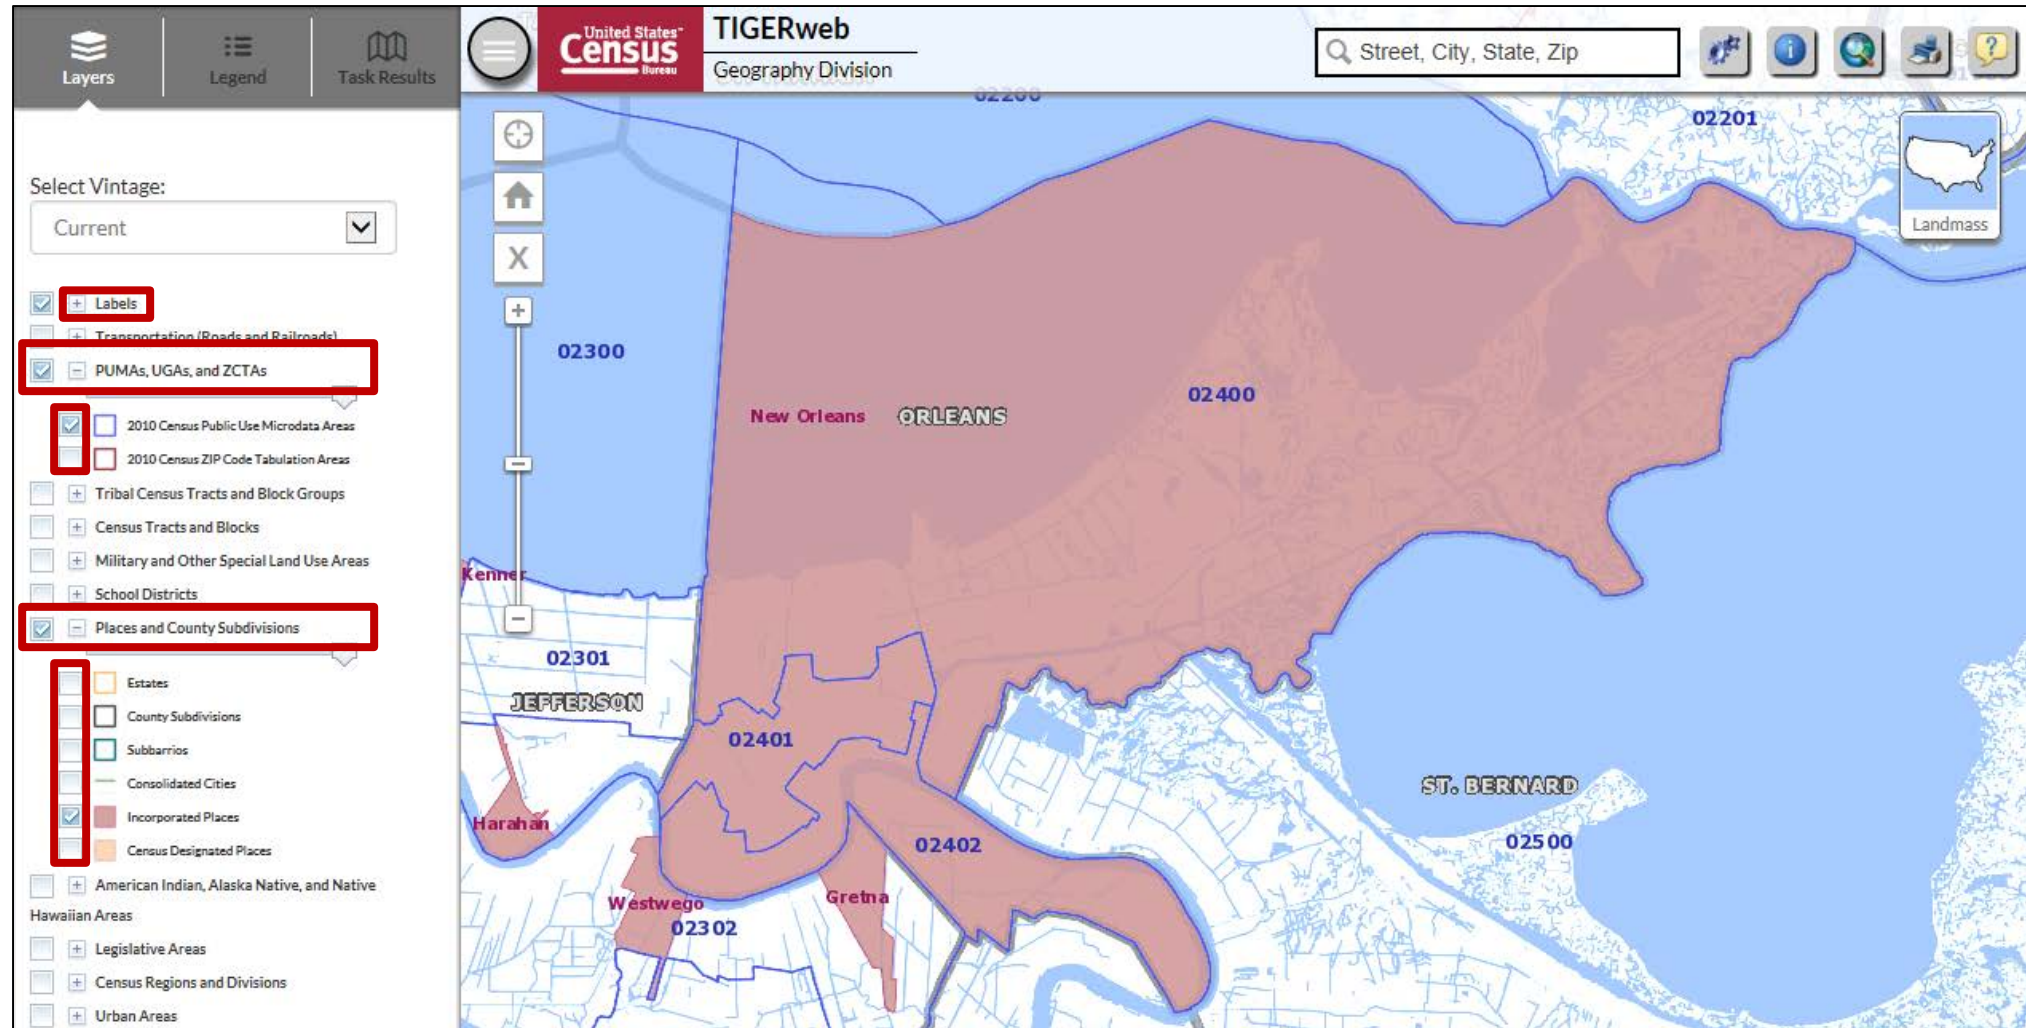 Layers
Legend
Task Results
United States
Census
Bureau
TIGERweb
Geography Division
Street, City, State, Zip
Select Vintage:
Current
Labels
Transportation (Roads and Railroads)
PUMAs, UGAs, and ZCTAs
2010 Census Public Use Microdata Areas
2010 Census ZIP Code Tabulation Areas
Tribal Census Tracts and Block Groups
Census Tracts and Blocks
Military and Other Special Land Use Areas
School Districts
Places and County Subdivisions
Estates
County Subdivisions
Subbarrios
Consolidated Cities
Incorporated Places
Census Designated Places
American Indian, Alaska Native, and Native
Hawaiian Areas
Legislative Areas
Census Regions and Divisions
Urban Areas
X
02200
02201
Landmass
02300
02400
New Orleans
ORLEANS
Kenner
02301
JEFFERSON
02401
ST. BERNARD
Harahan
02402
02500
Westwego
Gretna
02302